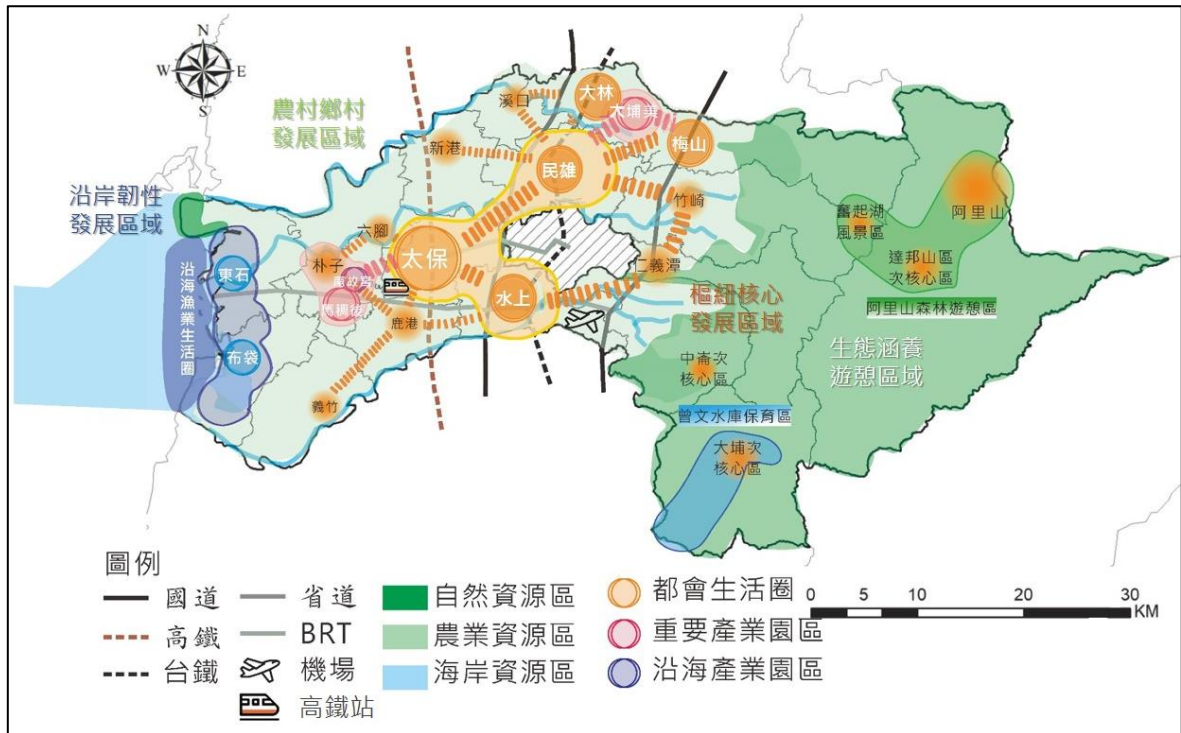 N
W
E
S
農村鄉村
發展區域
溪口
大林
大埔美
新港
民雄
梅山
竹崎
沿岸韌性
發展區域
六腳
朴子
太保
水上
仁義潭
東石
布袋
沿海漁業生活圈
鹿港
義竹
樞紐核心
發展區域
奮起湖
風景區
阿里山
達邦山區
次核心區
阿里山森林遊憩區
生態涵養
遊憩區域
中崙次
核心區
曾文水庫保育區
大埔次
核心區
圖例
國道
省道
自然資源區
都會生活圈
高鐵
BRT
農業資源區
重要產業園區
台鐵
機場
海岸資源區
沿海產業園區
高鐵站
0 5 10 20 30
KM